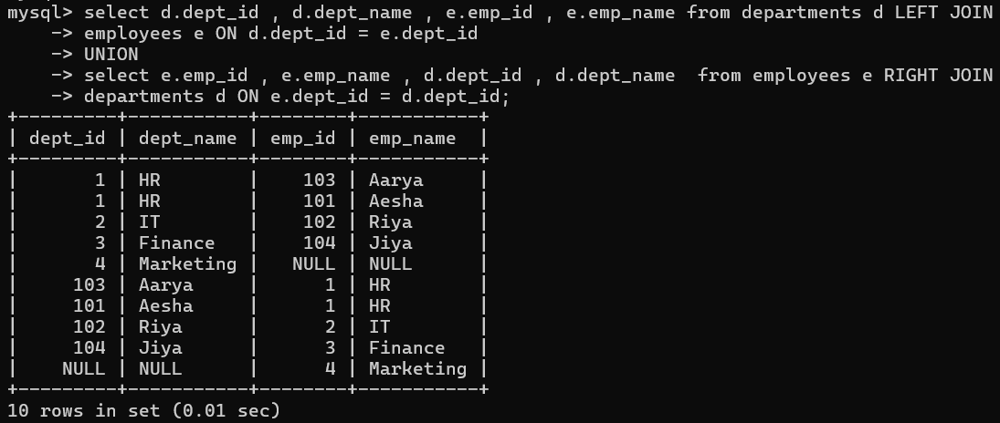 mysql> select d.dept_id , d.dept_name , e.emp_id , e.emp_name from departments d LEFT JOIN
    -> employees e ON d.dept_id = e.dept_id
    -> UNION
    -> select e.emp_id , e.emp_name , d.dept_id , d.dept_name  from employees e RIGHT JOIN
    -> departments d ON e.dept_id = d.dept_id;
+---------+-----------+--------+-----------+
| dept_id | dept_name | emp_id | emp_name  |
+---------+-----------+--------+-----------+
|       1 | HR        |    103 | Aarya     |
|       1 | HR        |    101 | Aesha     |
|       2 | IT        |    102 | Riya      |
|       3 | Finance   |    104 | Jiya      |
|       4 | Marketing |   NULL | NULL      |
|     103 | Aarya     |      1 | HR        |
|     101 | Aesha     |      1 | HR        |
|     102 | Riya      |      2 | IT        |
|     104 | Jiya      |      3 | Finance   |
|    NULL | NULL      |      4 | Marketing |
+---------+-----------+--------+-----------+
10 rows in set (0.01 sec)